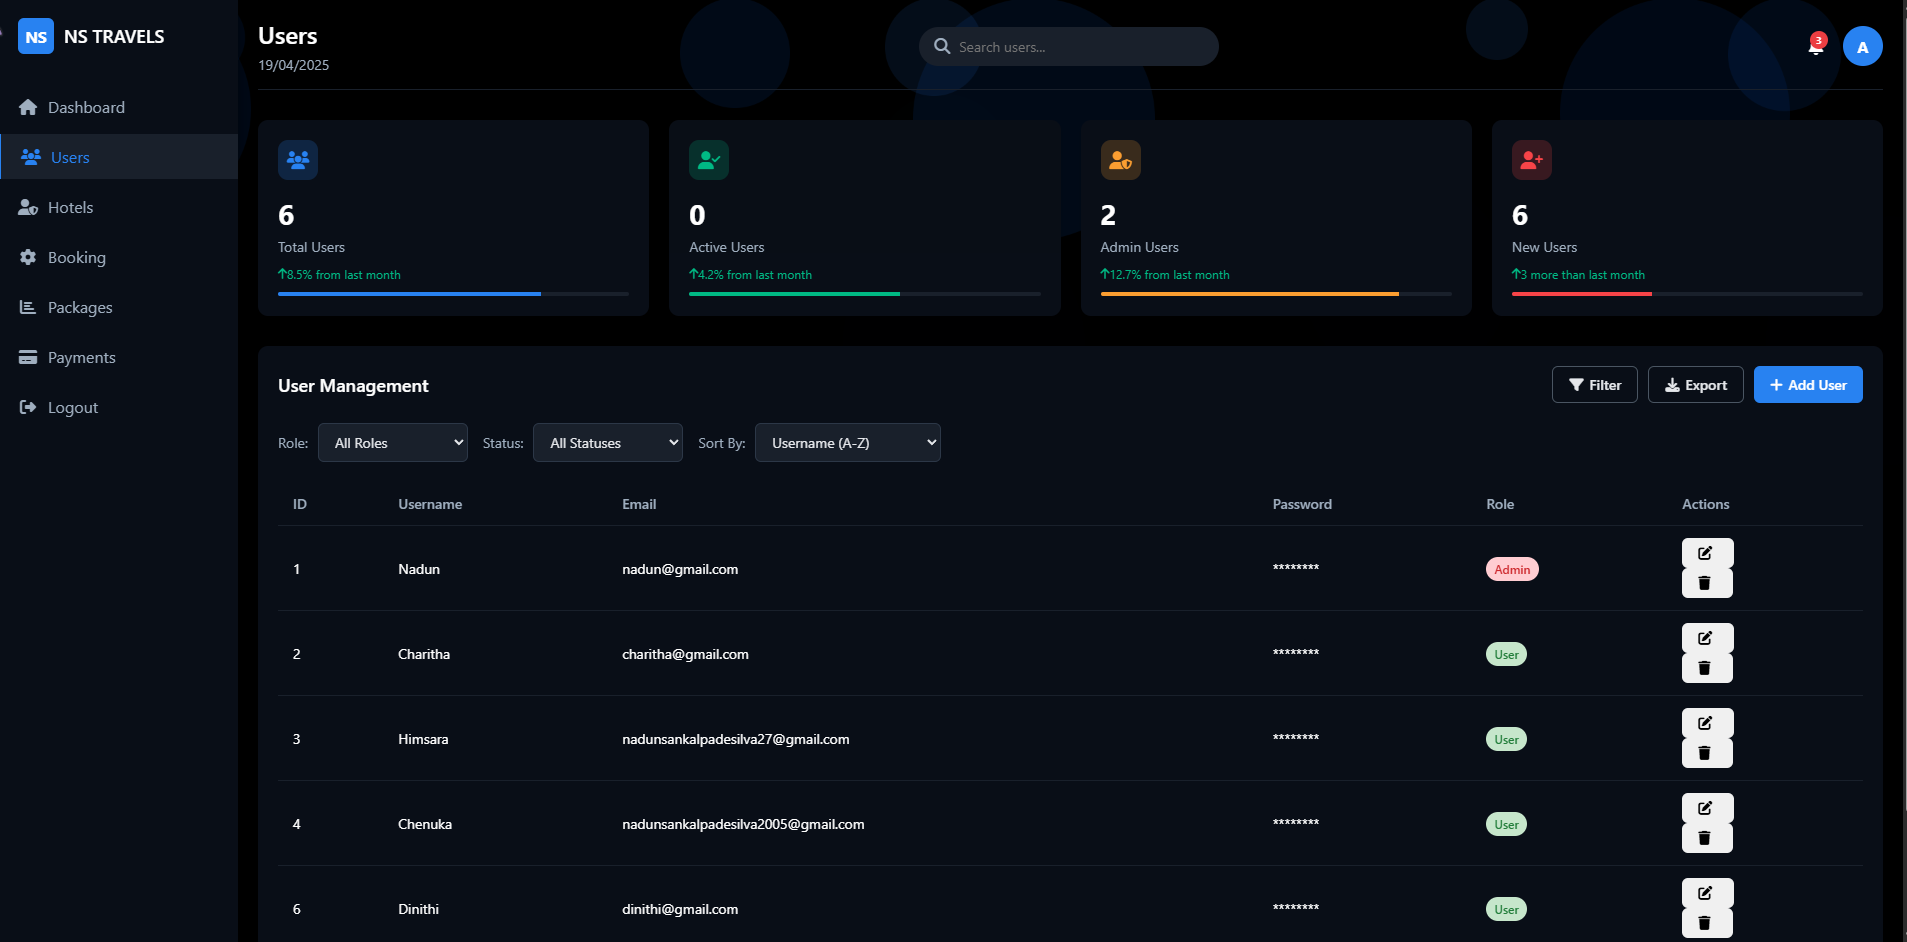 NS NS TRAVELS
Dashboard
Users
Hotels
Booking
Packages
Payments
Logout
Users
19/04/2025
Search users...
3
A
6
Total Users
↑8.5% from last month
0
Active Users
↑4.2% from last month
2
Admin Users
↑12.7% from last month
6
New Users
↑3 more than last month
User Management
Filter Export + Add User
Role: All Roles Status: All Statuses Sort By: Username (A-Z)
ID Username Email Password Role Actions
1 Nadun nadun@gmail.com ******** Admin
2 Charitha charitha@gmail.com ******** User
3 Himsara nadunsankalpadesilva27@gmail.com ******** User
4 Chenuka nadunsankalpadesilva2005@gmail.com ******** User
6 Dinithi dinithi@gmail.com ******** User